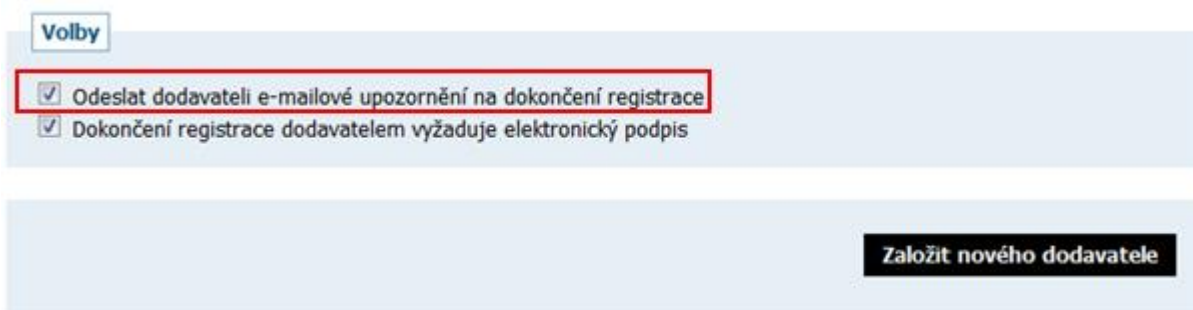 Volby
Odeslat dodavateli e-mailové upozornění na dokončení registrace
Dokončení registrace dodavatelem vyžaduje elektronický podpis
Založit nového dodavatele